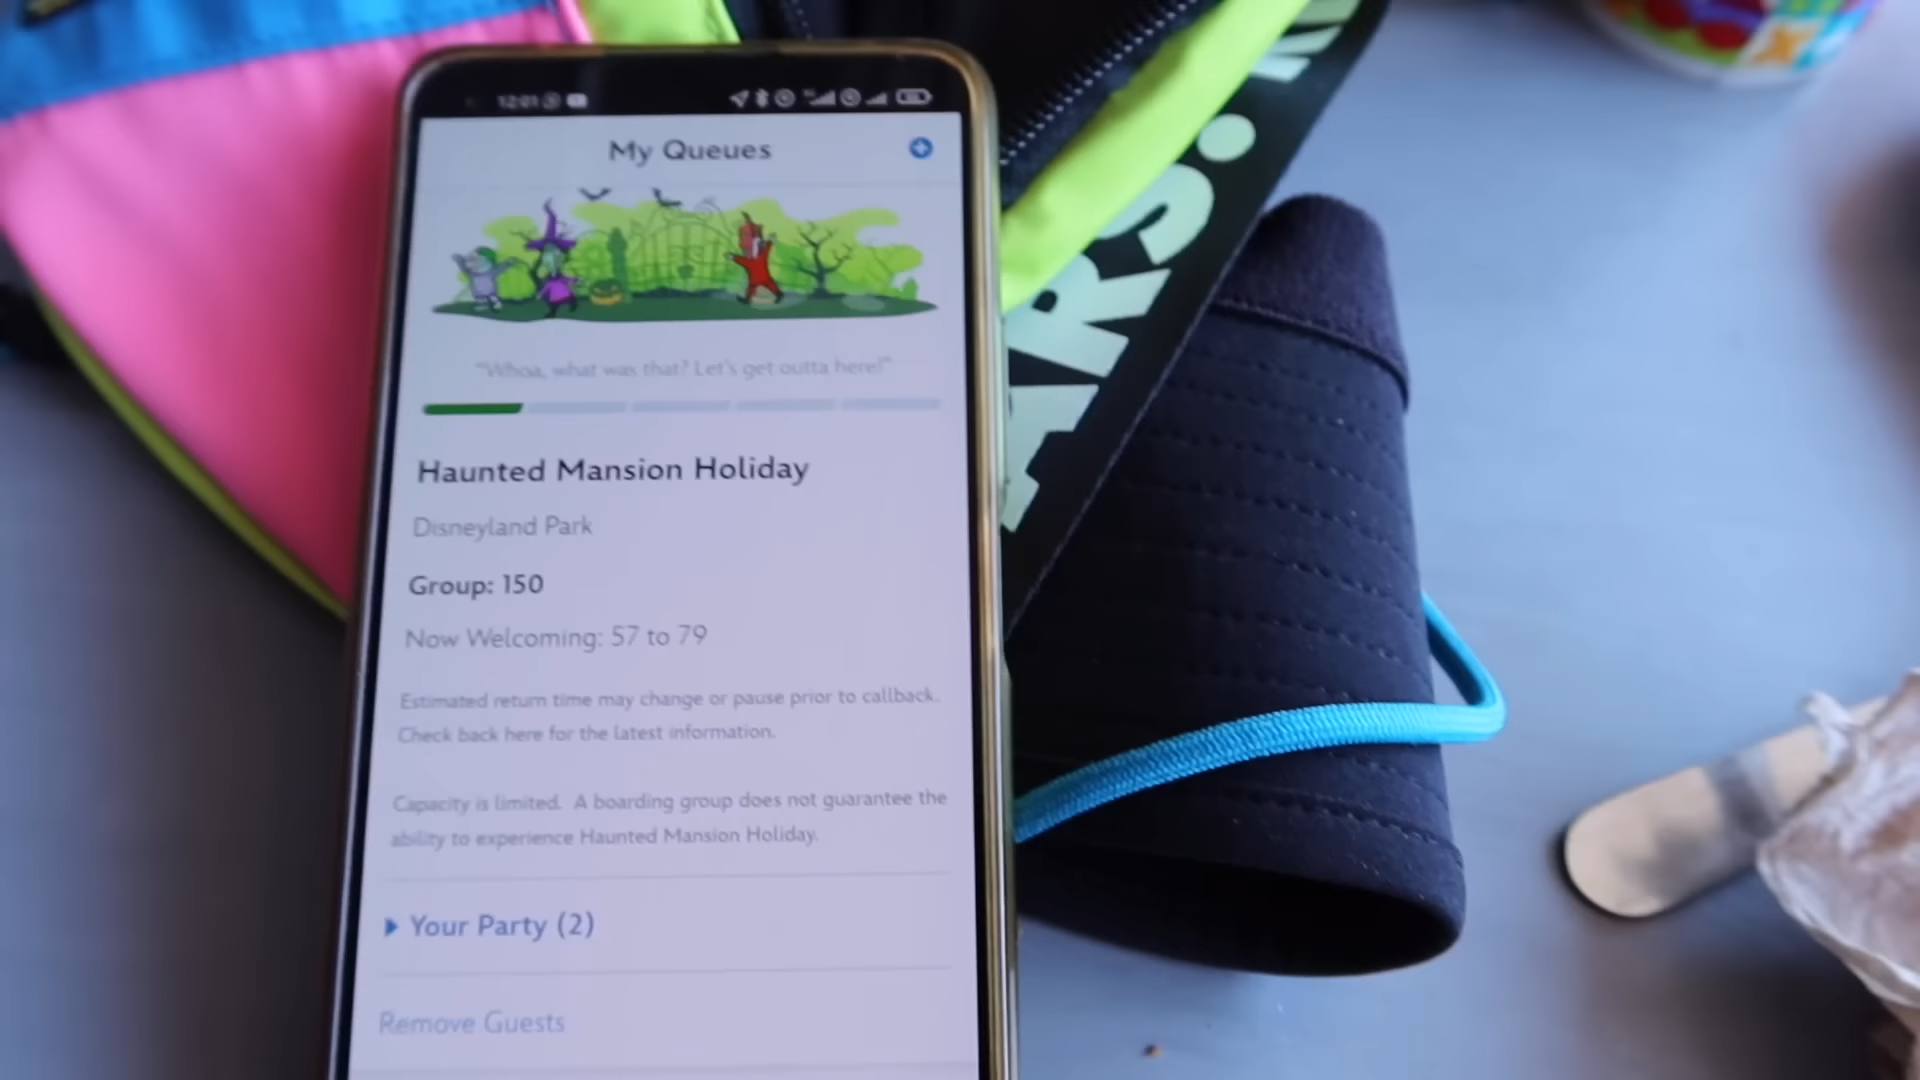 12:01
My Queues
"Whoa, what was that? Let's get outta here!"
Haunted Mansion Holiday
Disneyland Park
Group: 150
Now Welcoming: 57 to 79
Estimated return time may change or pause prior to callback.
Check back here for the latest information.
Capacity is limited. A boarding group does not guarantee the
ability to experience Haunted Mansion Holiday.
Your Party (2)
Remove Guests
ARS.